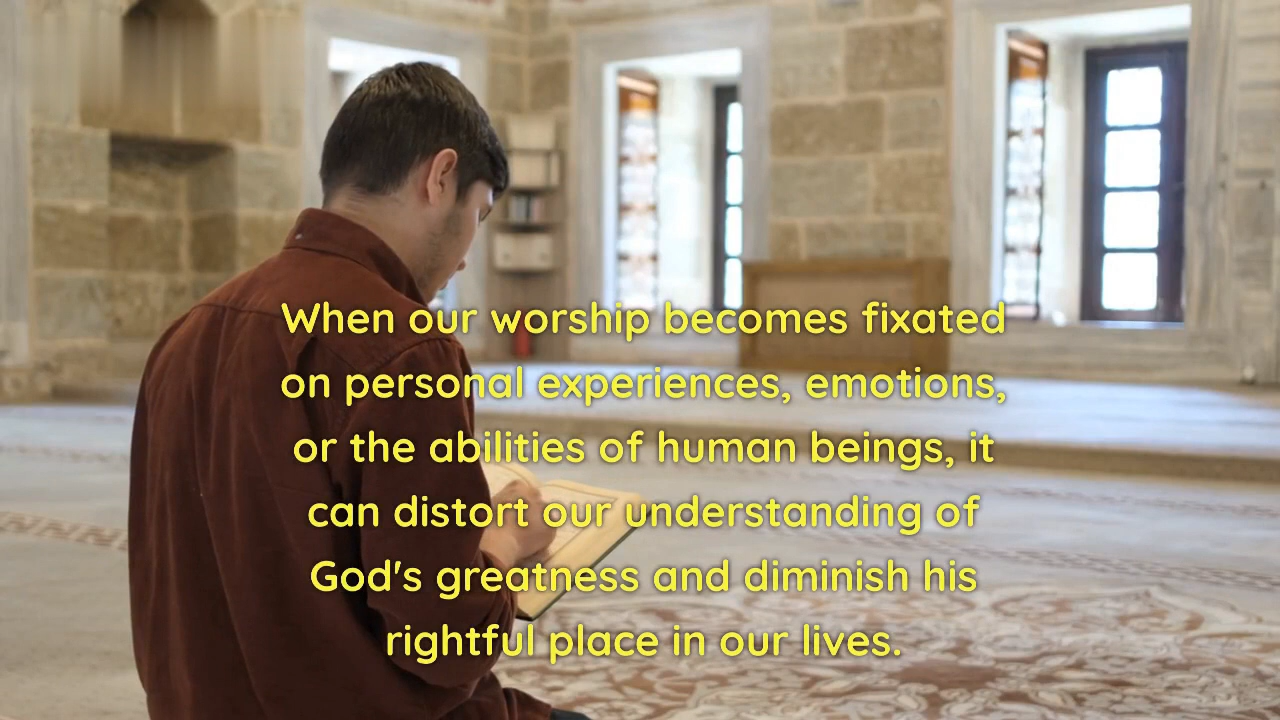 When our worship becomes fixated
on personal experiences, emotions,
or the abilities of human beings, it
can distort our understanding of
God's greatness and diminish his
rightful place in our lives.